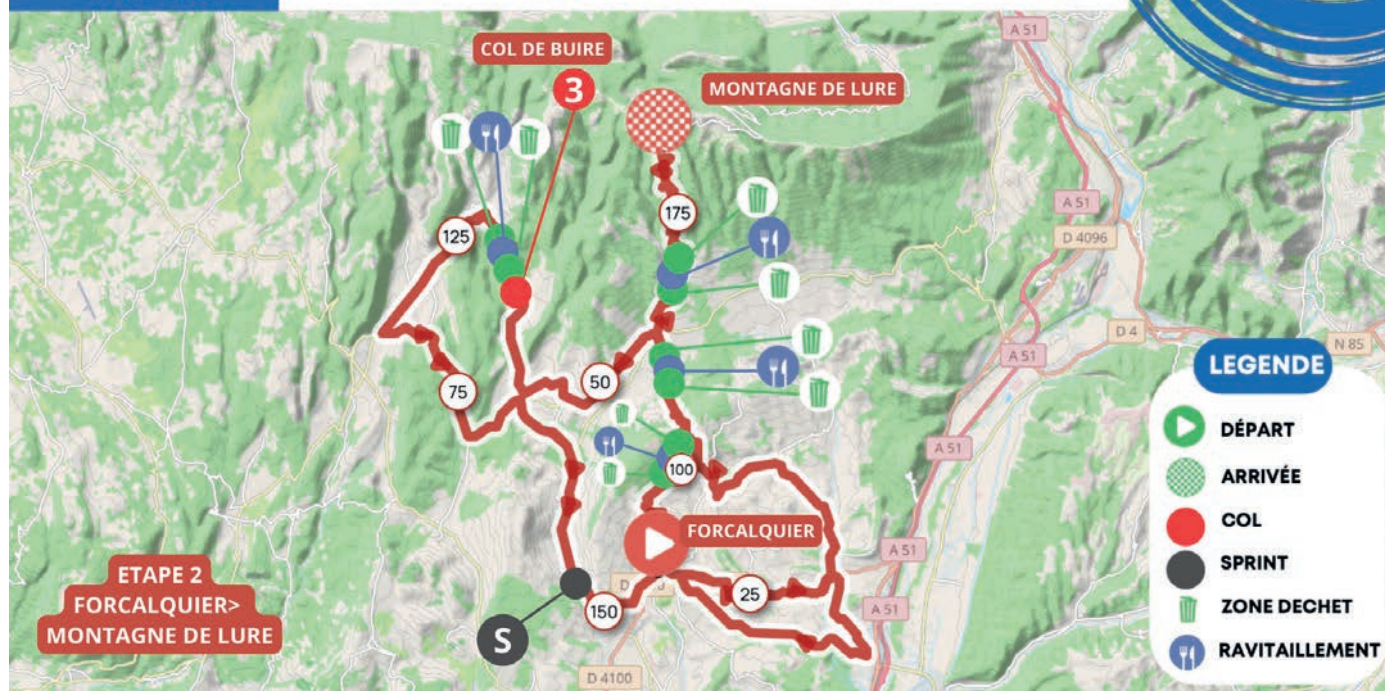 A 51
COL DE BUIRE
3
MONTAGNE DE LURE
175
A 51
125
D 4096
D 4
N 85
A 51
50
75
LEGENDE
DÉPART
ARRIVÉE
COL
SPRINT
ZONE DECHET
RAVITAILLEMENT
A 51
100
FORCALQUIER
A 51
ETAPE 2
FORCALQUIER>
MONTAGNE DE LURE
25
150
A 51
S
D 4100